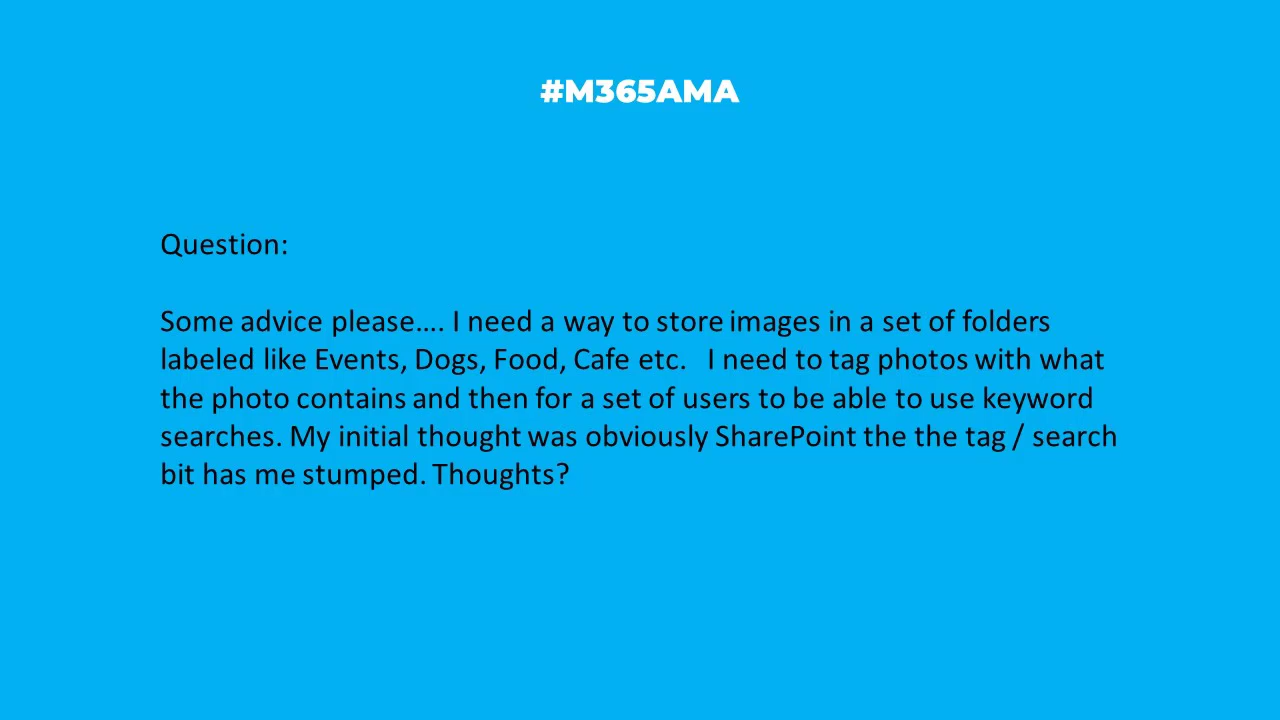 #M365AMA
Question:
Some advice please.... I need a way to store images in a set of folders
labeled like Events, Dogs, Food, Cafe etc.   I need to tag photos with what
the photo contains and then for a set of users to be able to use keyword
searches. My initial thought was obviously SharePoint the the tag / search
bit has me stumped. Thoughts?